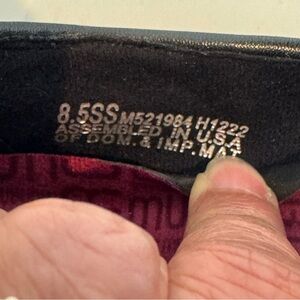 8.5SS M521984 H1222
ASSEMBLED IN U.S.A
OF DOM. & IMP. MAT